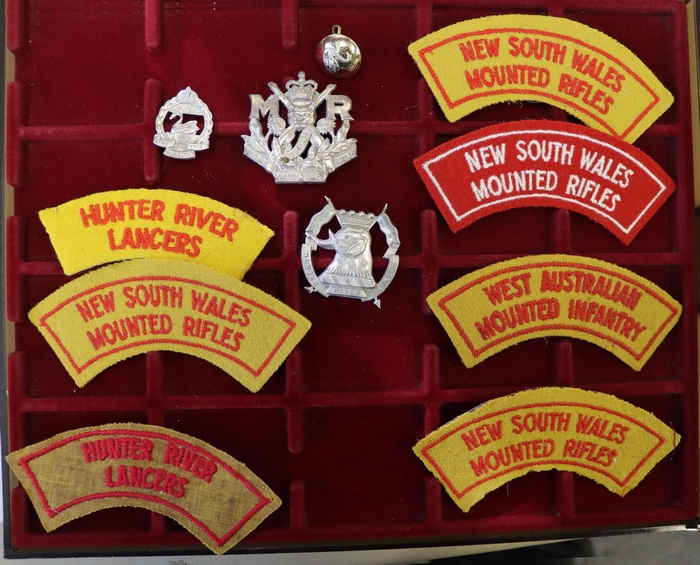 NEW SOUTH WALES
MOUNTED RIFLES
M R
NEW SOUTH WALES
MOUNTED RIFLES
HUNTER RIVER
LANCERS
NEW SOUTH WALES
MOUNTED RIFLES
WEST AUSTRALIAN
MOUNTED INFANTRY
HUNTER RIVER
LANCERS
NEW SOUTH WALES
MOUNTED RIFLES